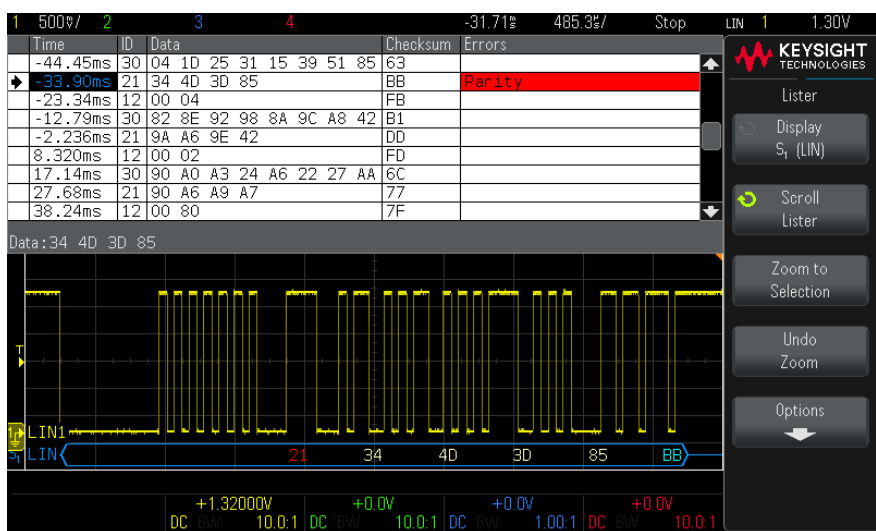 1 500V/ 2 3 4 -31.71ms 485.3us/ Stop LIN 1 1.30V
Time ID Data Checksum Errors
-44.45ms 30 04 1D 25 31 15 39 51 85 63
-33.90ms 21 34 4D 3D 85 BB Parity
-23.34ms 12 00 04 FB
-12.79ms 30 82 8E 92 98 8A 9C A8 42 B1
-2.236ms 21 9A A6 9E 42 DD
8.320ms 12 00 02 FD
17.14ms 30 90 A0 A3 24 A6 22 27 AA 6C
27.68ms 21 90 A6 A9 A7 77
38.24ms 12 00 80 7F
Data:34 4D 3D 85
T
LIN1
S1 LIN 21 34 4D 3D 85 BB
+1.32000V +0.0V +0.0V +0.0V
DC BW 10.0:1 DC BW 10.0:1 DC BW 1.00:1 DC BW 10.0:1
KEYSIGHT
TECHNOLOGIES
Lister
Display
S1 (LIN)
Scroll
Lister
Zoom to
Selection
Undo
Zoom
Options